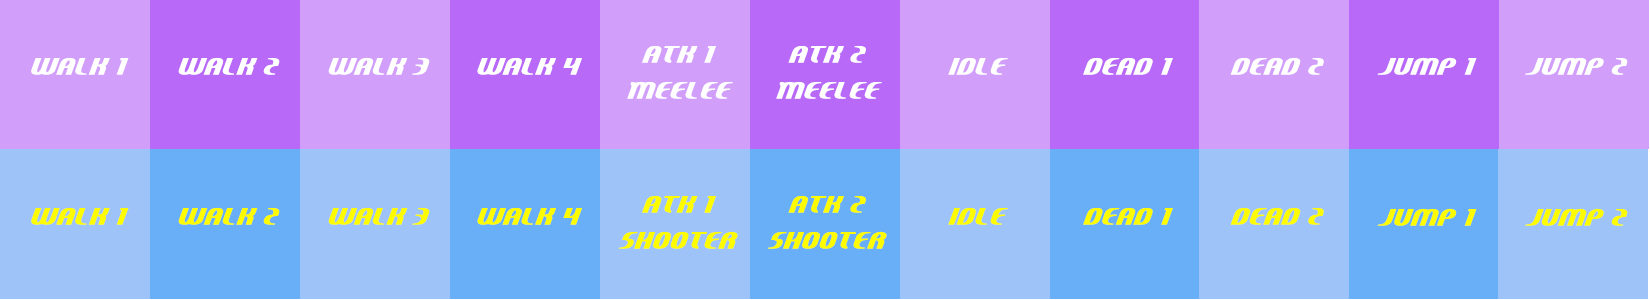 WALK 1
WALK 2
WALK 3
WALK 4
ATK 1
MEELEE
ATK 2
MEELEE
IDLE
DEAD 1
DEAD 2
JUMP 1
JUMP 2
WALK 1
WALK 2
WALK 3
WALK 4
ATK 1
SHOOTER
ATK 2
SHOOTER
IDLE
DEAD 1
DEAD 2
JUMP 1
JUMP 2